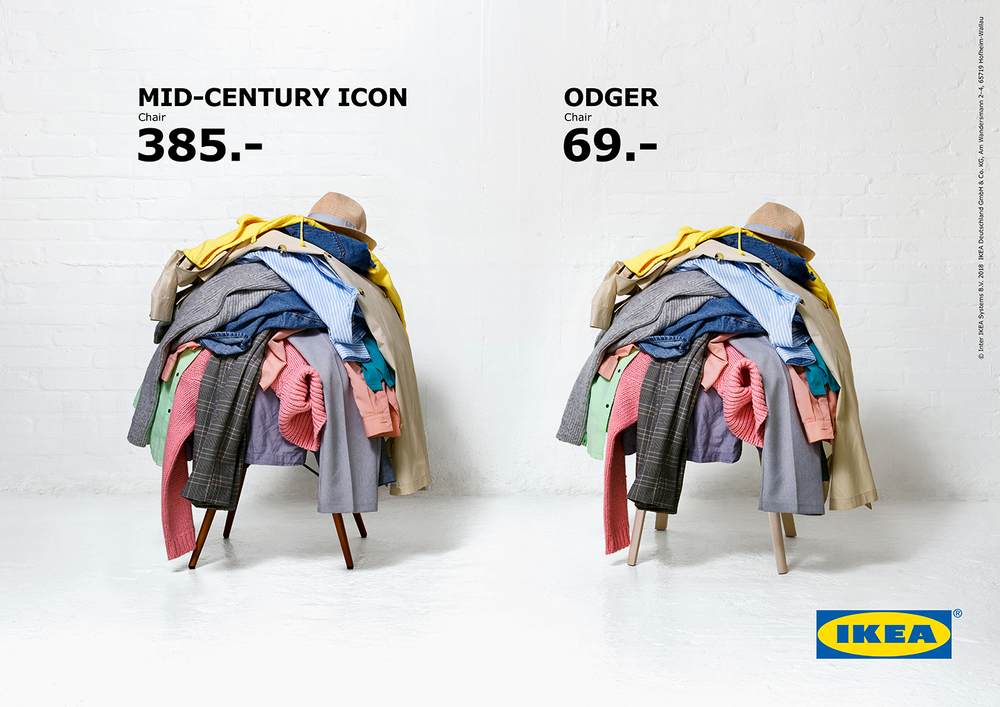 MID-CENTURY ICON
Chair
385.-
ODGER
Chair
69.-
© Inter IKEA Systems B.V. 2018 IKEA Deutschland GmbH & Co. KG, Am Wandersmann 2–4, 65719 Hofheim-Wallau
IKEA®